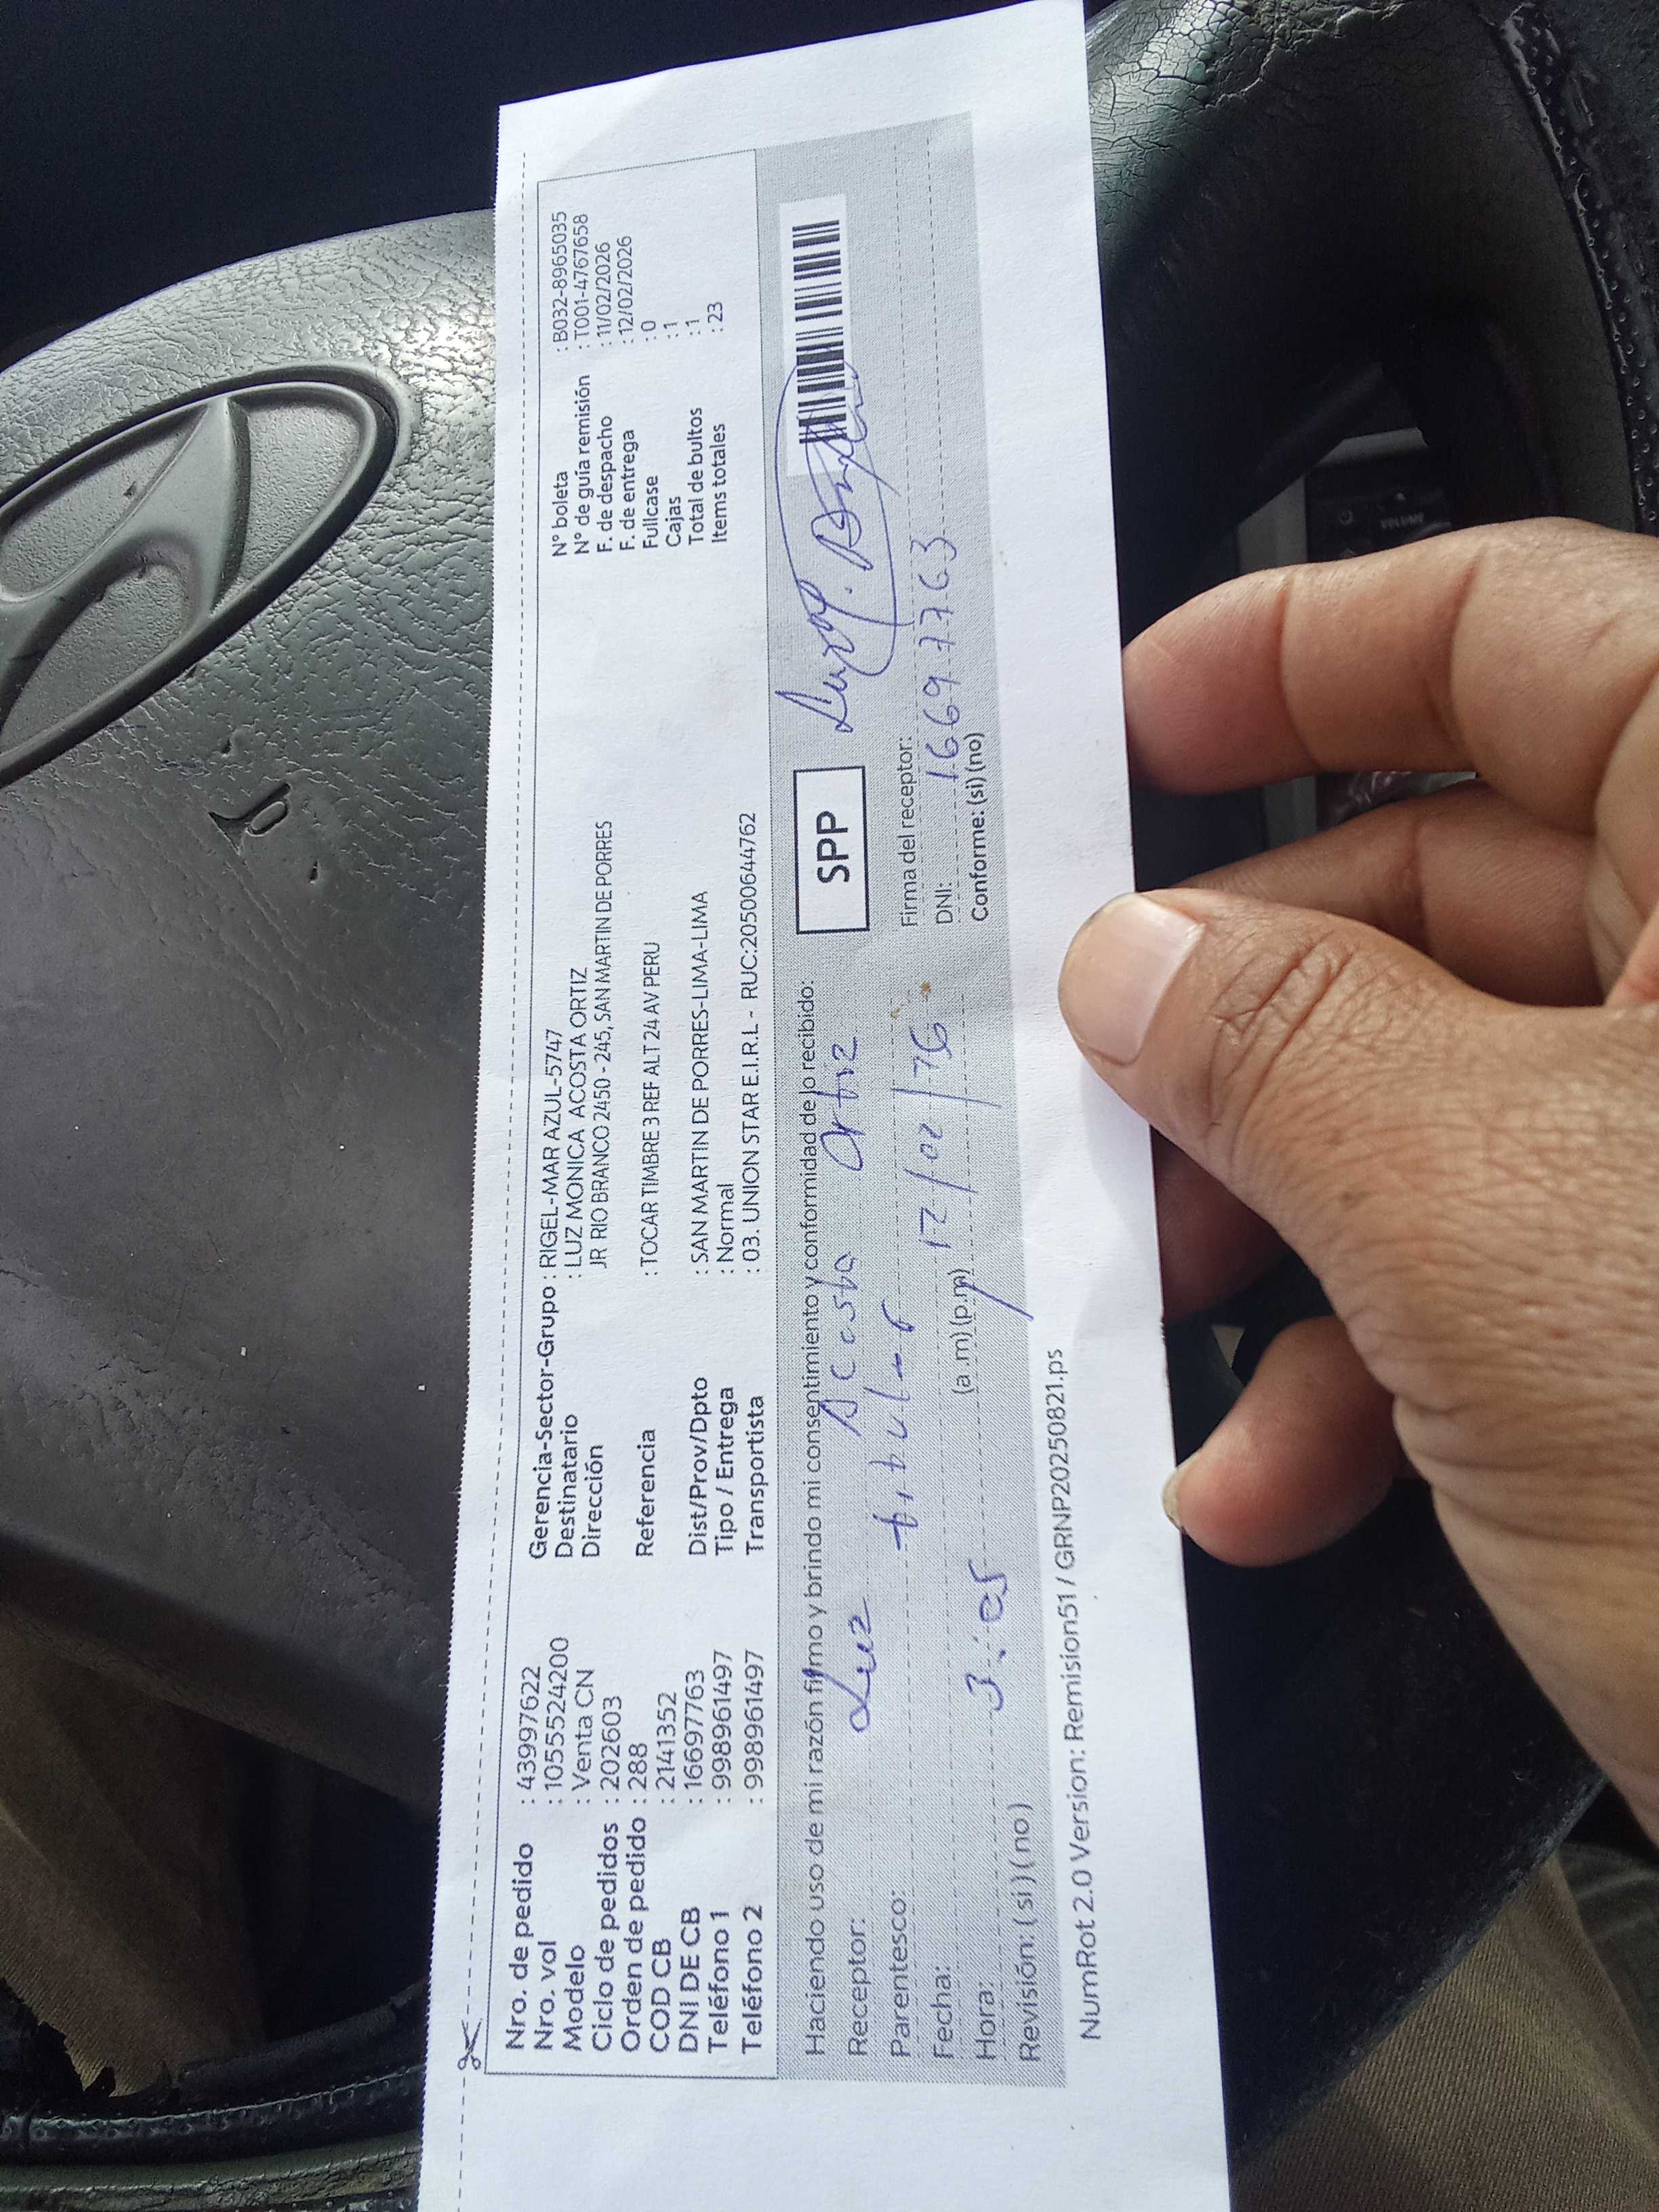 Nro. de pedido : 43997622
Nro. vol : 1055524200
Modelo : Venta CN
Ciclo de pedidos : 202603
Orden de pedido : 288
COD CB : 2141352
DNI DE CB : 16697763
Teléfono 1 : 998961497
Teléfono 2 : 998961497
Gerencia-Sector-Grupo : RIGEL-MAR AZUL-5747
Destinatario : LUZ MONICA ACOSTA ORTIZ
Dirección JR RIO BRANCO 2450 - 245, SAN MARTIN DE PORRES
Referencia : TOCAR TIMBRE 3 REF ALT 24 AV PERU
Dist/Prov/Dpto : SAN MARTIN DE PORRES-LIMA-LIMA
Tipo / Entrega : Normal
Transportista : 03. UNION STAR E.I.R.L - RUC:20500644762
N° boleta : B032-8965035
N° de guía remisión : T001-4767658
F. de despacho : 11/02/2026
F. de entrega : 12/02/2026
Fullcase : 0
Cajas : 1
Total de bultos : 1
Items totales : 23
Haciendo uso de mi razón firmo y brindo mi consentimiento y conformidad de lo recibido:
Receptor: Luz Acosta Ortiz
Parentesco: titular
Fecha: 12/02/26
Hora: 3:05 (a.m) (p.m)
Revisión: (si) (no)
SPP
Firma del receptor:
DNI: 16697763
Conforme: (si) (no)
NumRot 2.0 Version: Remision51 / GRNP20250821.ps
VOLUME